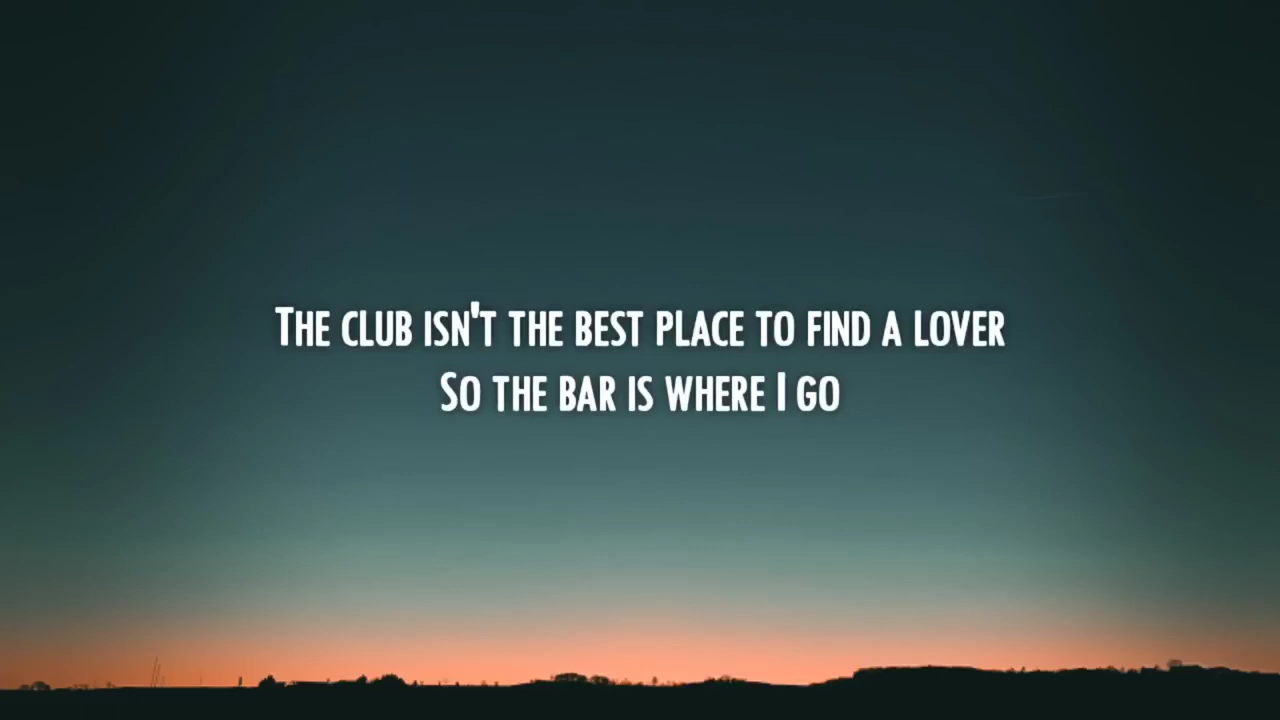 The club isn't the best place to find a lover
So the bar is where I go